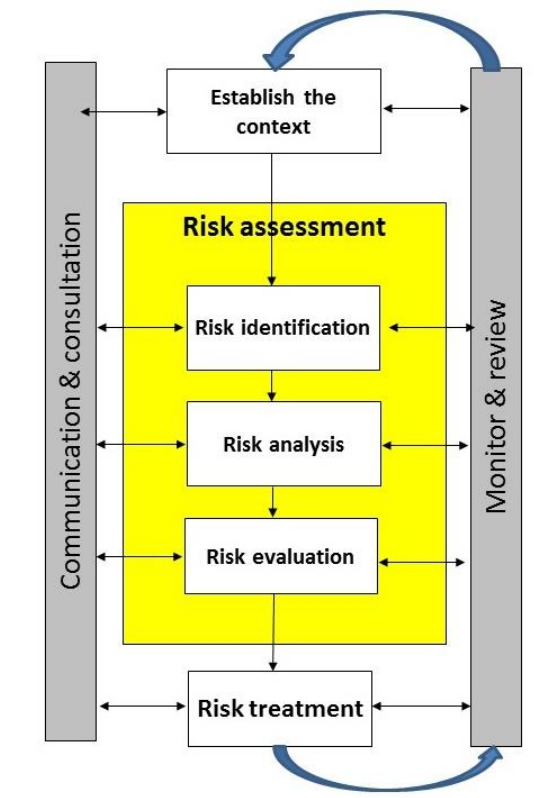 Establish the
context
Risk assessment
Communication & consultation
Risk identification
Monitor & review
Risk analysis
Risk evaluation
Risk treatment